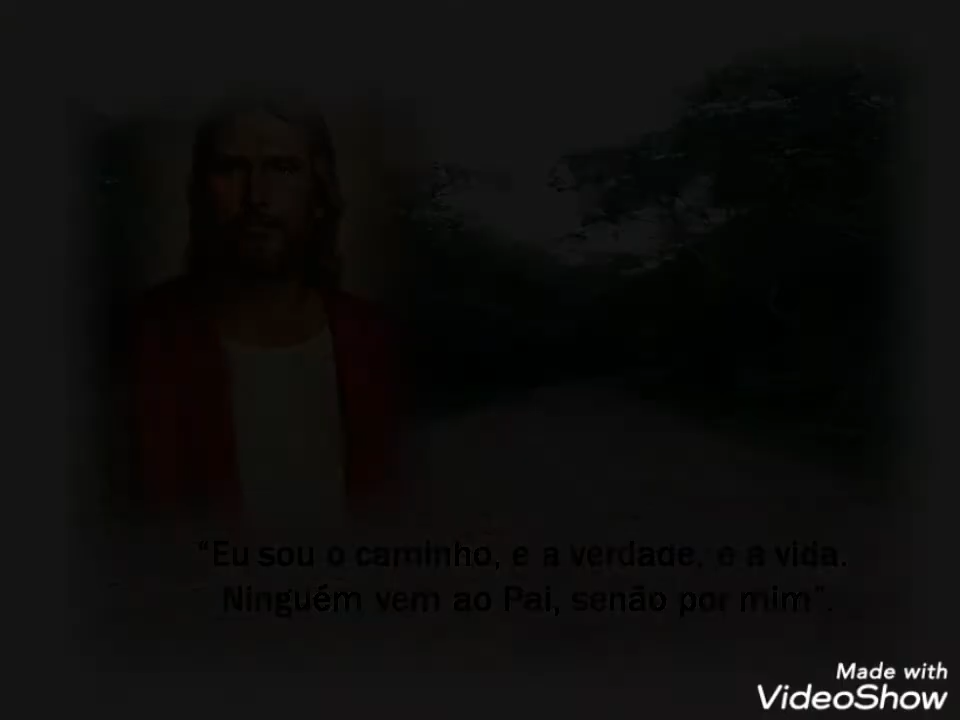 “Eu sou o caminho, e a verdade, e a vida.
Ninguém vem ao Pai, senão por mim”.
Made with
VideoShow